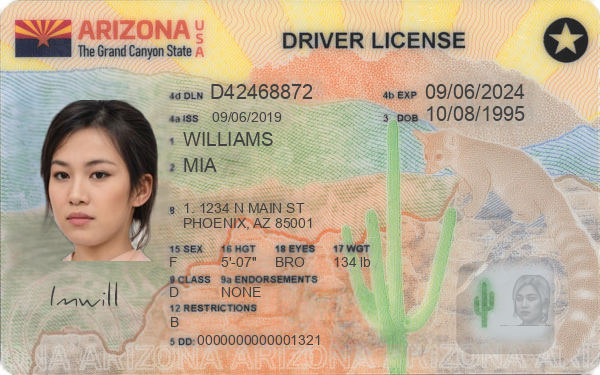 ARIZONA USA
The Grand Canyon State
DRIVER LICENSE
4d DLN D42468872
4b EXP 09/06/2024
4a ISS 09/06/2019
3 DOB 10/08/1995
1 WILLIAMS
2 MIA
8 1. 1234 N MAIN ST
PHOENIX, AZ 85001
15 SEX 16 HGT 18 EYES 17 WGT
F 5'-07" BRO 134 lb
9 CLASS 9a ENDORSEMENTS
D NONE
12 RESTRICTIONS
B
5 DD: 0000000000001321
Imwill
ARIZONA ARIZONA ARIZONA ARIZONA